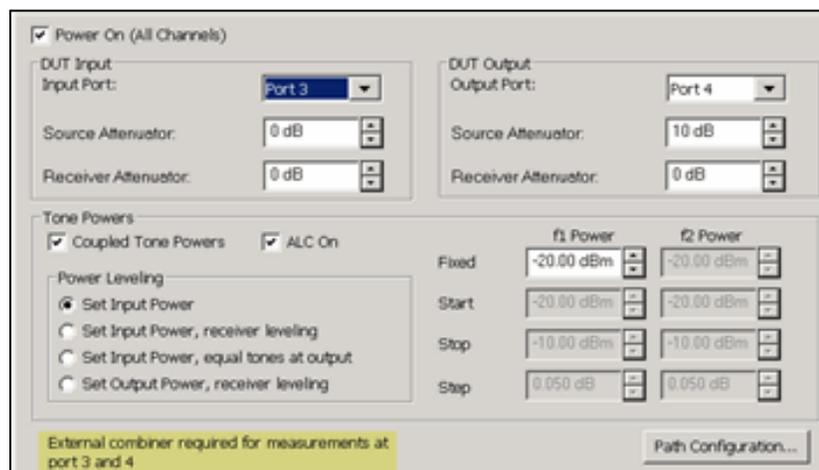 Power On (All Channels)
DUT Input
Input Port:
Port 3
Source Attenuator:
0 dB
Receiver Attenuator:
0 dB
DUT Output
Output Port:
Port 4
Source Attenuator:
10 dB
Receiver Attenuator:
0 dB
Tone Powers
Coupled Tone Powers
ALC On
Power Leveling
Set Input Power
Set Input Power, receiver leveling
Set Input Power, equal tones at output
Set Output Power, receiver leveling
f1 Power f2 Power
Fixed -20.00 dBm -20.00 dBm
Start -20.00 dBm -20.00 dBm
Stop -10.00 dBm -10.00 dBm
Step 0.050 dB 0.050 dB
External combiner required for measurements at
port 3 and 4
Path Configuration...